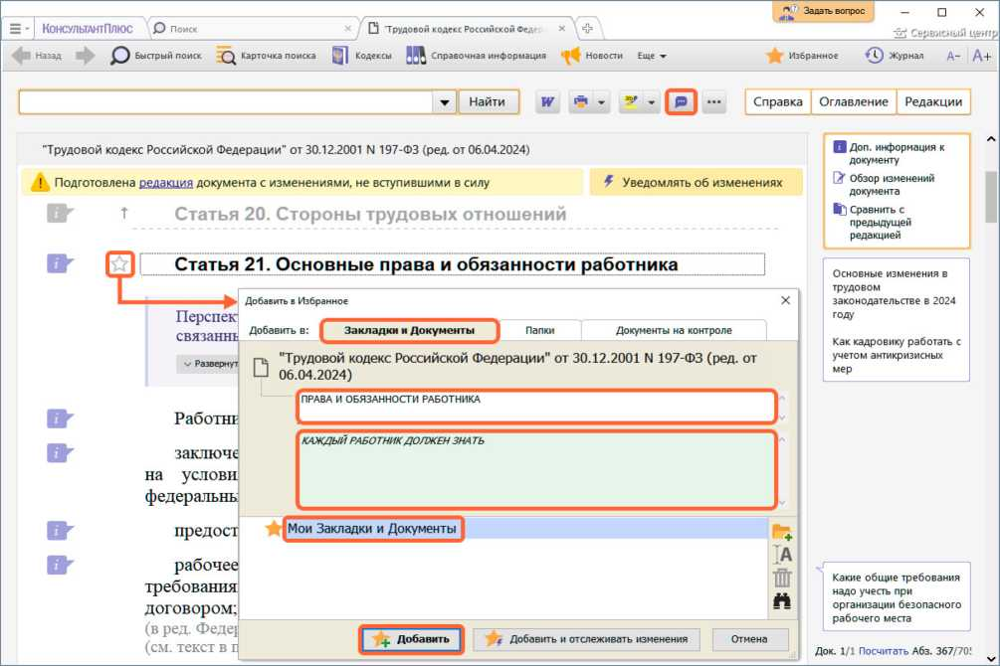 Задать вопрос
КонсультантПлюс
Поиск
"Трудовой кодекс Российской Федер
Сервисный центр
Назад
Быстрый поиск
Карточка поиска
Кодексы
Справочная информация
Новости
Еще
Избранное
Журнал
A−
A+
Найти
W
Справка
Оглавление
Редакции
"Трудовой кодекс Российской Федерации" от 30.12.2001 N 197-ФЗ (ред. от 06.04.2024)
Подготовлена редакция документа с изменениями, не вступившими в силу
Уведомлять об изменениях
Доп. информация к
документу
Обзор изменений
документа
Сравнить с
предыдущей
редакцией
Статья 20. Стороны трудовых отношений
Статья 21. Основные права и обязанности работника
Основные изменения в
трудовом
законодательстве в 2024
году
Как кадровику работать с
учетом антикризисных
мер
Перспек
связанны
Развернут
Работни
заключе
на услови
федеральны
предост
рабочее
требования
договором;
(в ред. Федер
(см. текст в п
Добавить в Избранное
Добавить в:
Закладки и Документы
Папки
Документы на контроле
"Трудовой кодекс Российской Федерации" от 30.12.2001 N 197-ФЗ (ред. от
06.04.2024)
ПРАВА И ОБЯЗАННОСТИ РАБОТНИКА
КАЖДЫЙ РАБОТНИК ДОЛЖЕН ЗНАТЬ
Мои Закладки и Документы
Добавить
Добавить и отслеживать изменения
Отмена
Какие общие требования
надо учесть при
организации безопасного
рабочего места
Док. 1/1 Посчитать Абз. 367/705